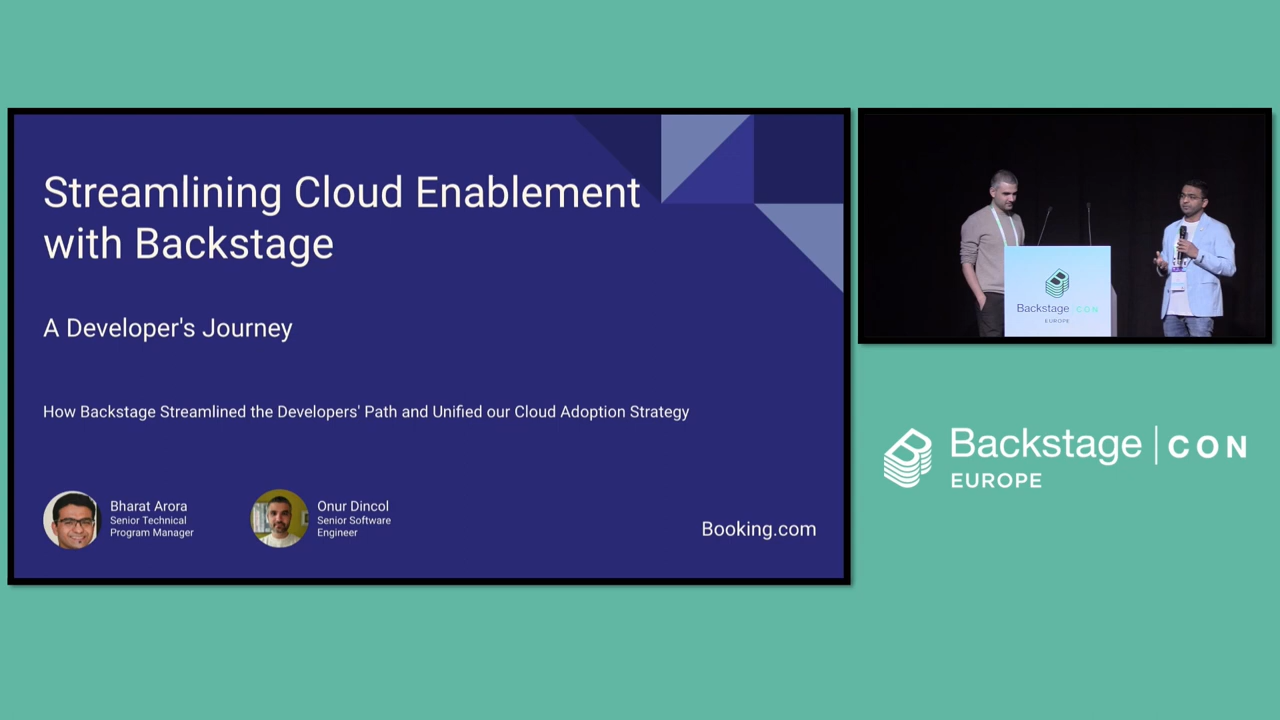 Streamlining Cloud Enablement
with Backstage
A Developer's Journey
How Backstage Streamlined the Developers' Path and Unified our Cloud Adoption Strategy
Bharat Arora
Senior Technical
Program Manager
Onur Dincol
Senior Software
Engineer
Booking.com
Backstage CON
EUROPE
Backstage | CON
EUROPE